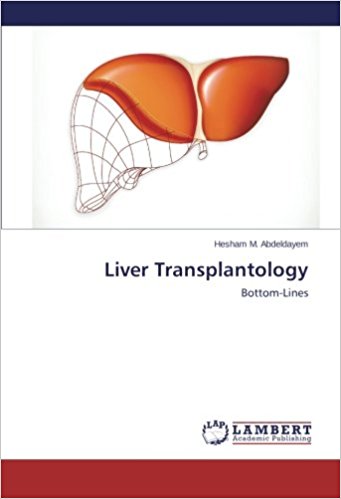 Hesham M. Abdeldayem
Liver Transplantology
Bottom-Lines
LAP LAMBERT
Academic Publishing